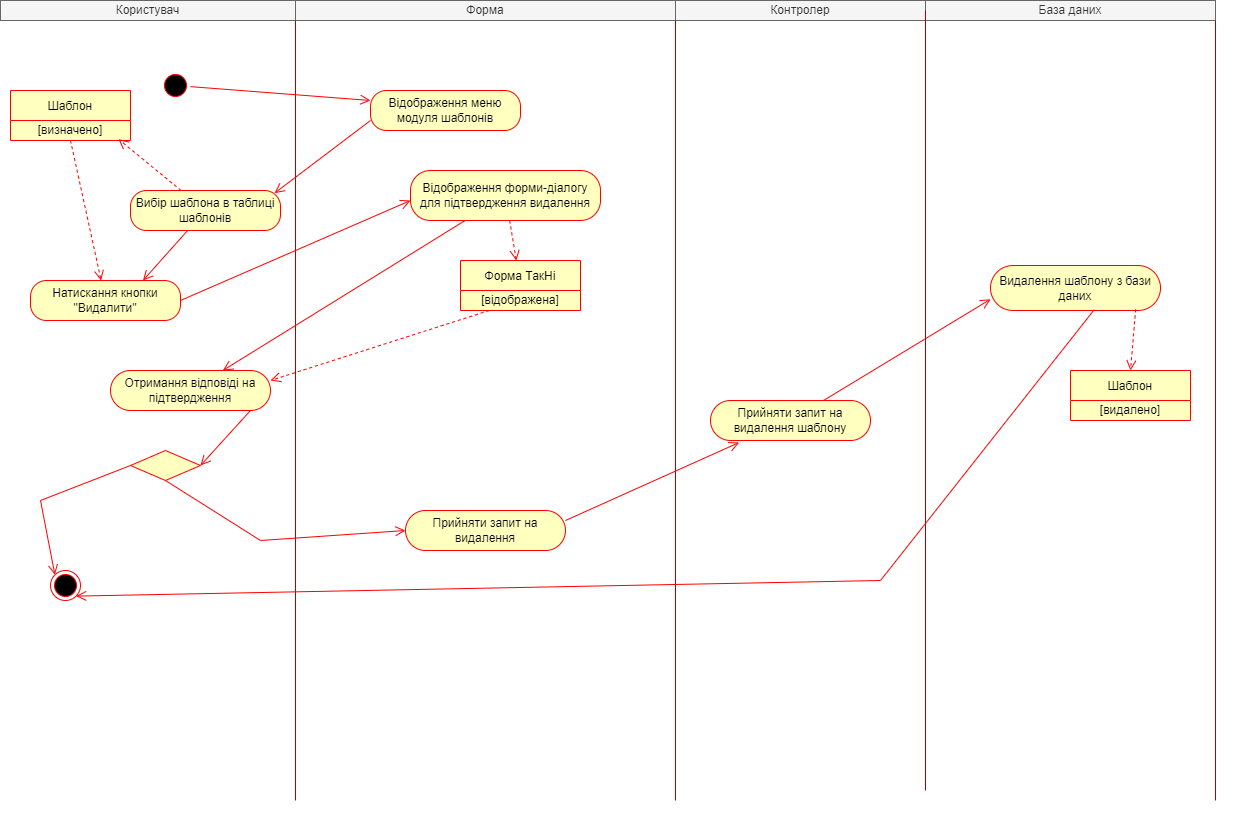 Користувач
Форма
Контролер
База даних
Шаблон
[визначено]
Відображення меню
модуля шаблонів
Вибір шаблона в таблиці
шаблонів
Відображення форми-діалогу
для підтвердження видалення
Натискання кнопки
"Видалити"
Форма ТакНі
[відображена]
Видалення шаблону з бази
даних
Отримання відповіді на
підтвердження
Шаблон
[видалено]
Прийняти запит на
видалення шаблону
Прийняти запит на
видалення